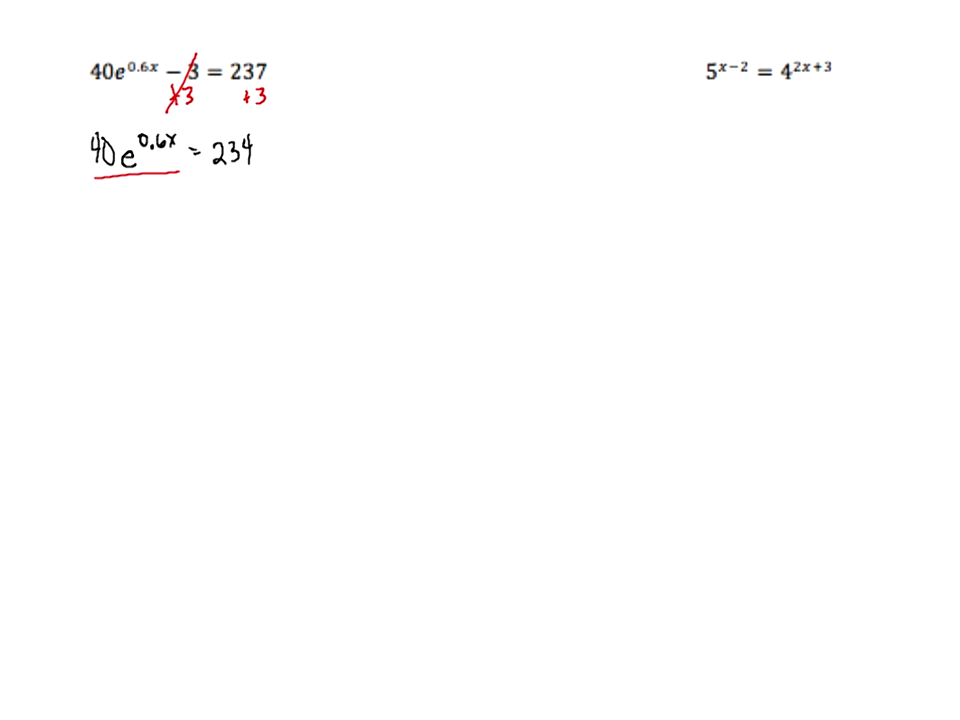 40e^{0.6x} − 3 = 237
+3 +3
40e^{0.6x} = 234
5^{x−2} = 4^{2x+3}